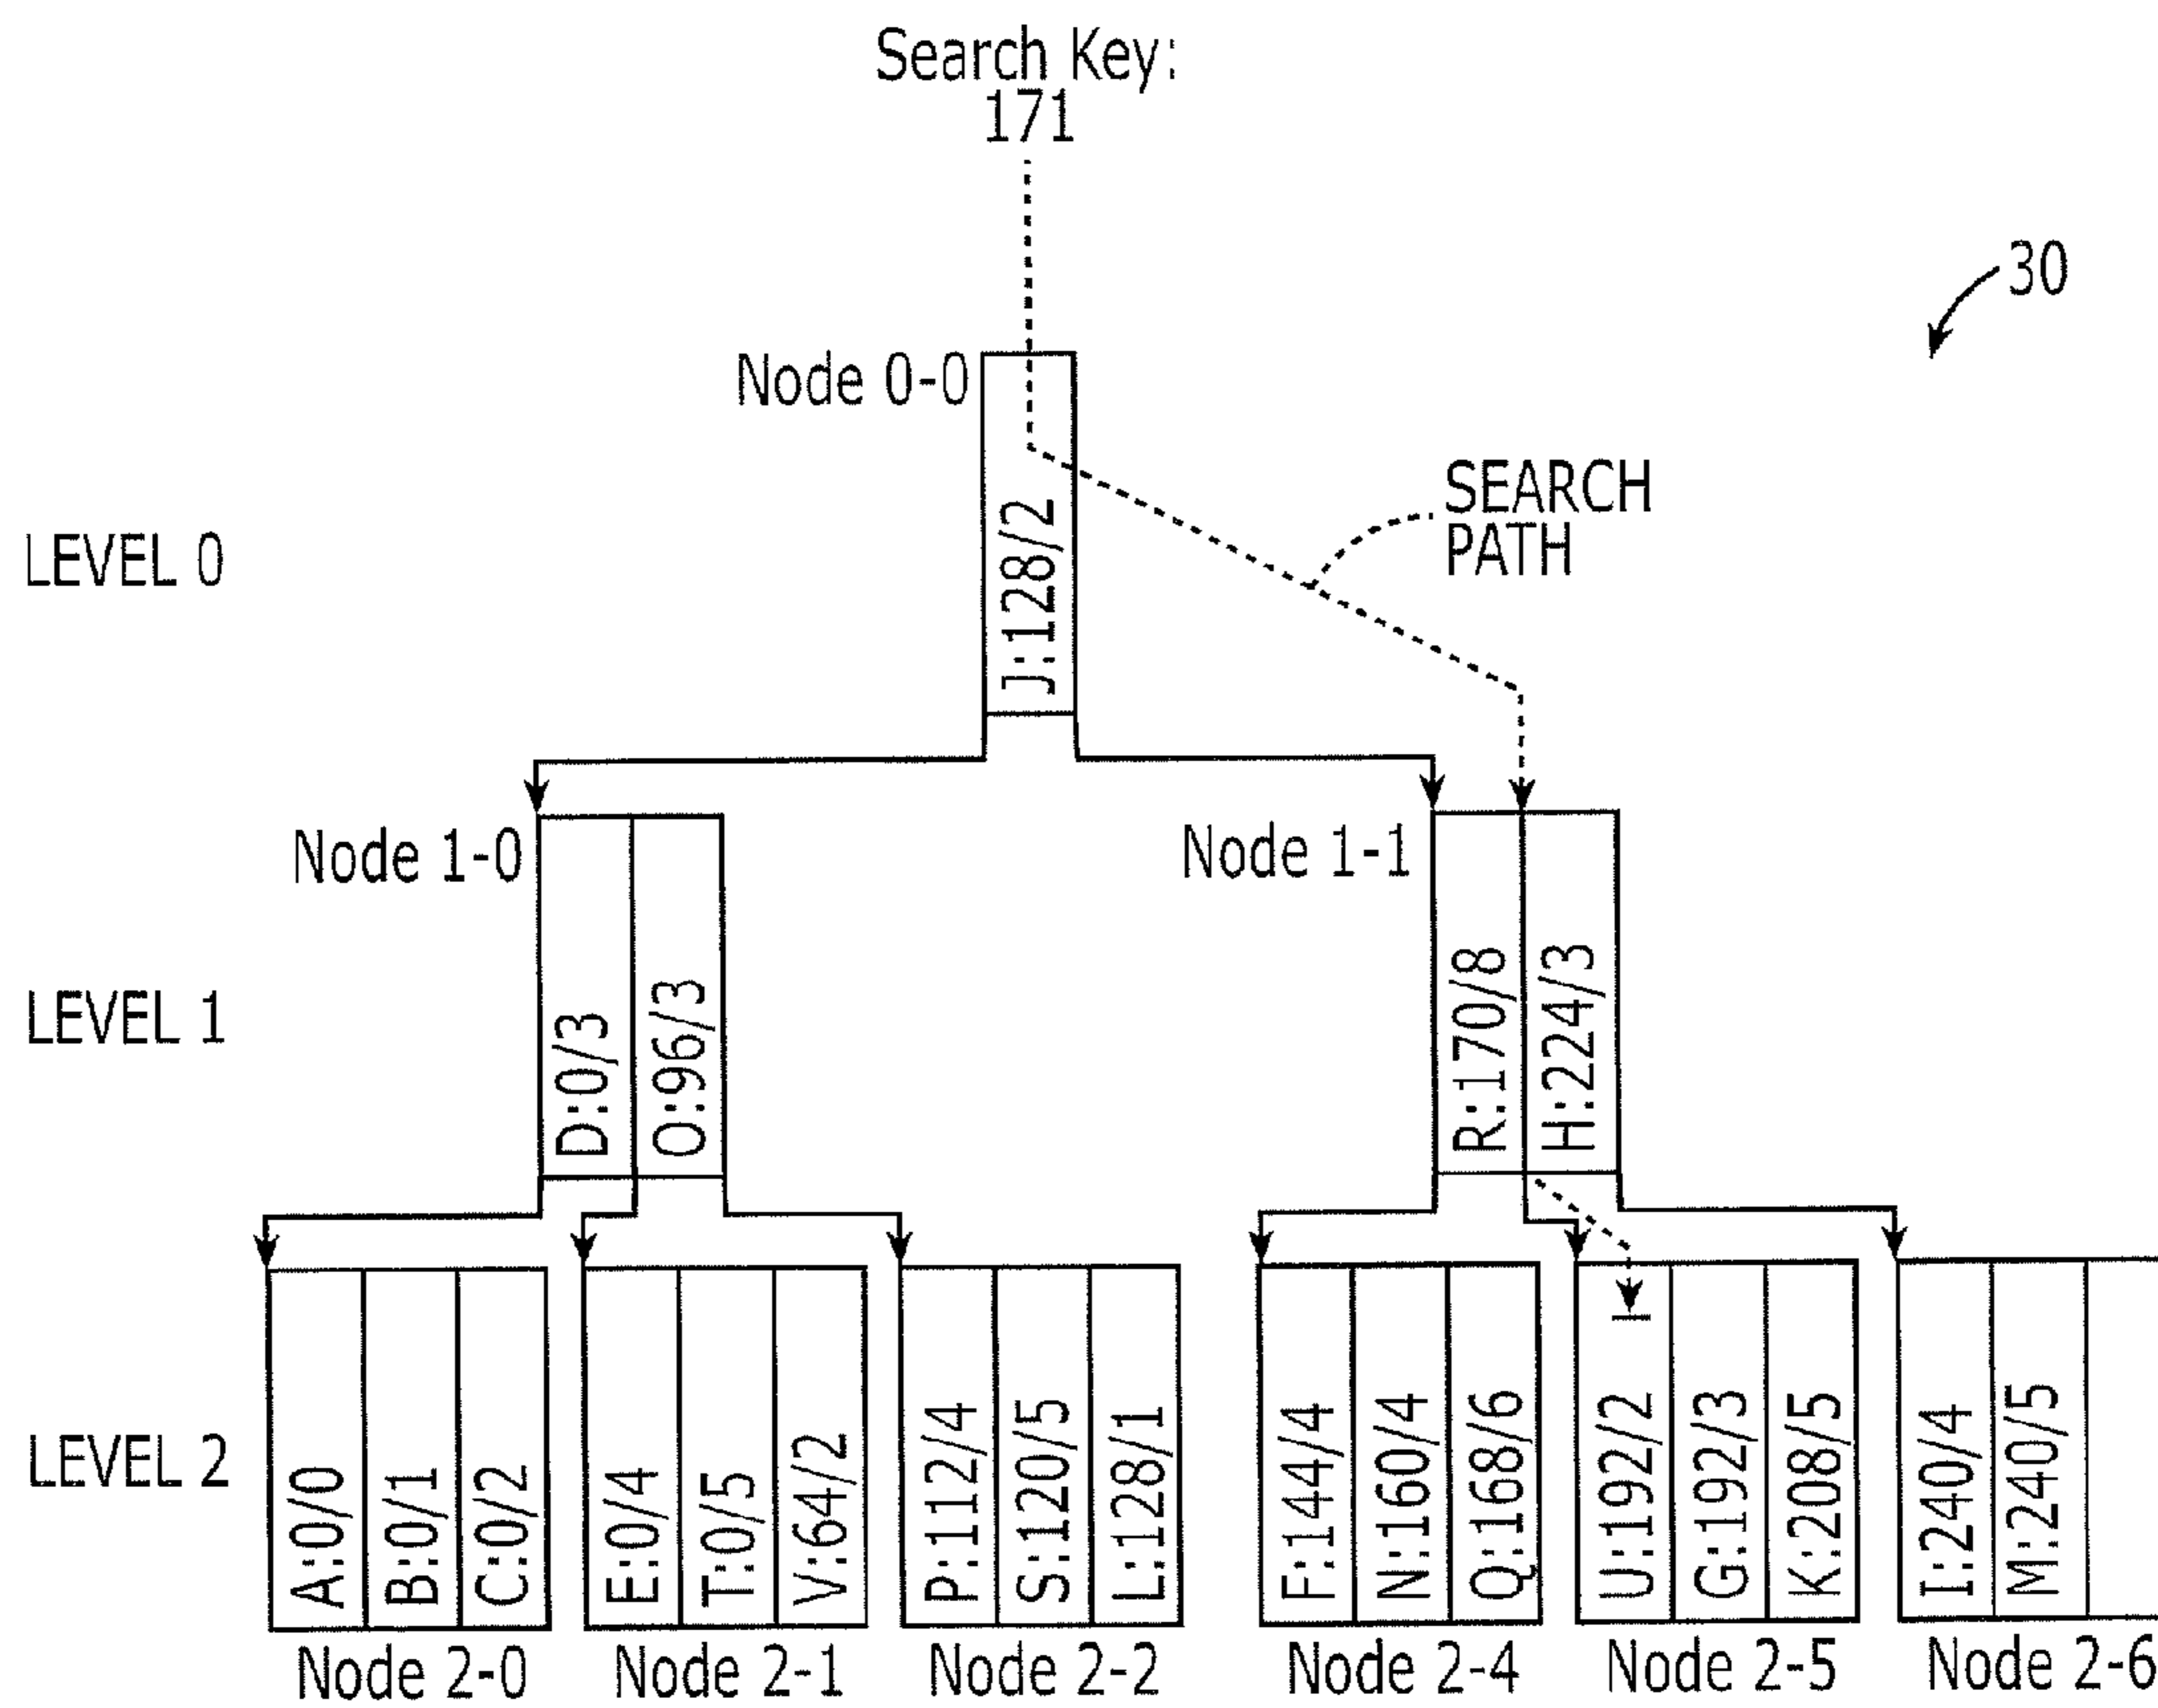 Search Key:
171
30
Node 0-0
SEARCH
PATH
LEVEL 0
J:128/2
Node 1-0
Node 1-1
LEVEL 1
D:0/3
O:96/3
R:170/8
H:224/3
LEVEL 2
A:0/0
B:0/1
C:0/2
E:0/4
T:0/5
V:64/2
P:112/4
S:120/5
L:128/1
F:144/4
N:160/4
Q:168/6
U:192/2
G:192/3
K:208/5
I:240/4
M:240/5
Node 2-0
Node 2-1
Node 2-2
Node 2-4
Node 2-5
Node 2-6